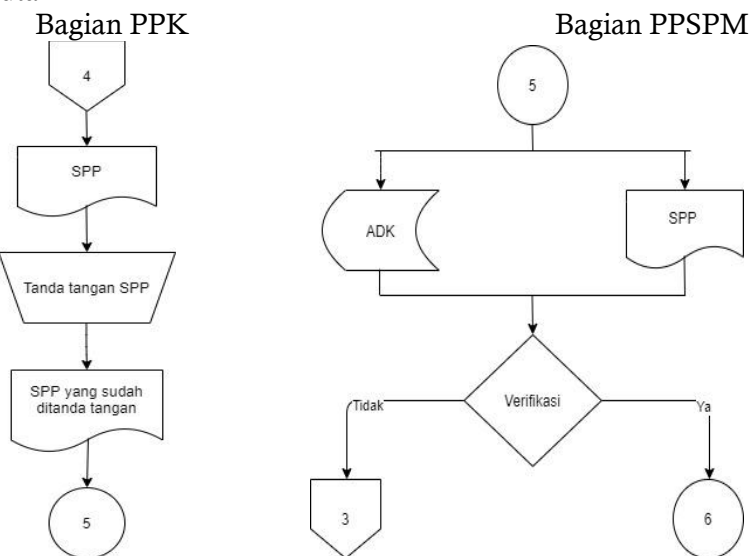 Bagian PPK
4
SPP
Tanda tangan SPP
SPP yang sudah
ditanda tangan
5
Bagian PPSPM
5
ADK
SPP
Verifikasi
Tidak
Ya
3
6